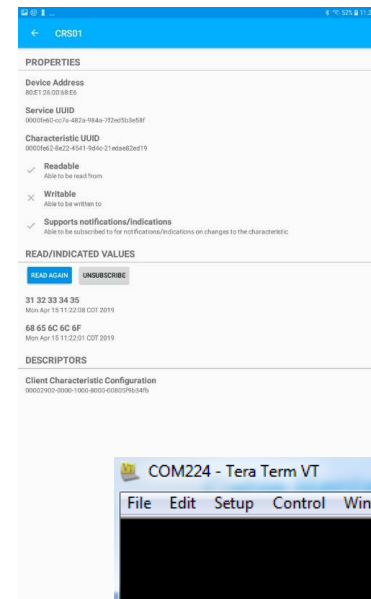 52% 11:2
CRS01
PROPERTIES
Device Address
80:E1:26:00:68:E6
Service UUID
0000fe60-cc7a-482a-984a-7f2ed5b3e58f
Characteristic UUID
0000fe62-8e22-4541-9d4c-21edae82ed19
Readable
Able to be read from
Writable
Able to be written to
Supports notifications/indications
Able to be subscribed to for notifications/indications on changes to the characteristic
READ/INDICATED VALUES
READ AGAIN UNSUBSCRIBE
31 32 33 34 35
Mon Apr 15 11:22:08 CDT 2019
68 65 6C 6C 6F
Mon Apr 15 11:22:01 CDT 2019
DESCRIPTORS
Client Characteristic Configuration
00002902-0000-1000-8000-00805f9b34fb
COM224 - Tera Term VT
File Edit Setup Control Win